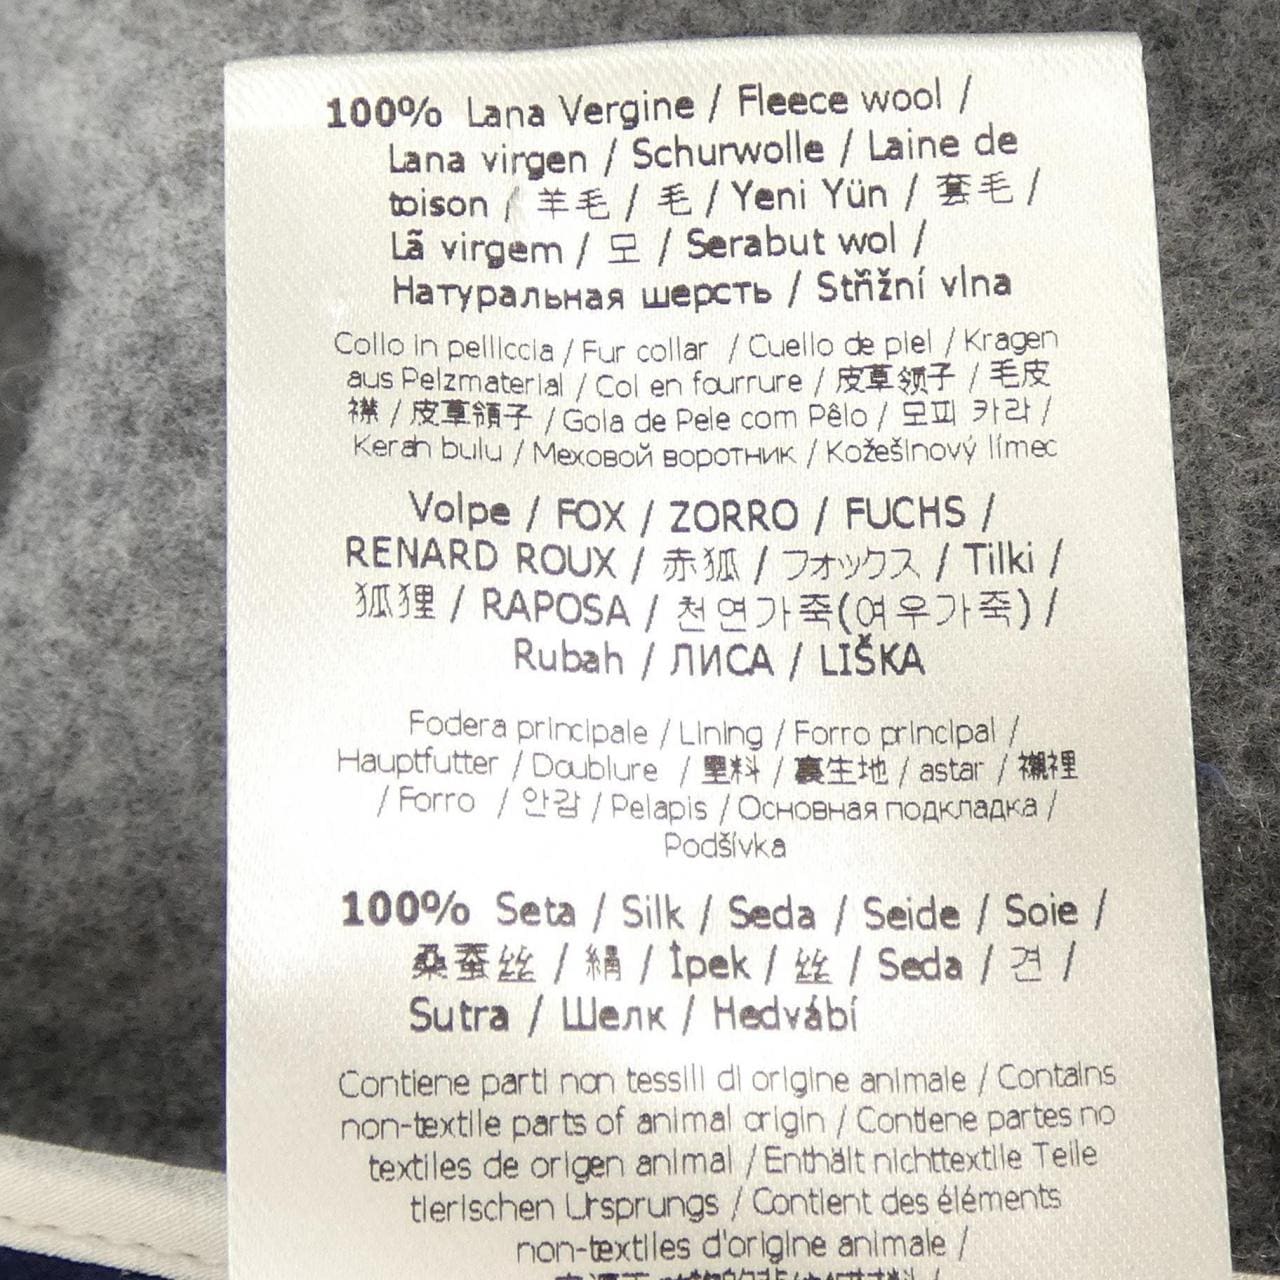 100% Lana Vergine / Fleece wool /
Lana virgen / Schurwolle / Laine de
toison / 羊毛 / 毛 / Yeni Yün / 套毛 /
Lã virgem / 모 / Serabut wol /
Натуральная шерсть / Střžní vlna
Collo in pelliccia / Fur collar / Cuello de piel / Kragen
aus Pelzmaterial / Col en fourrure / 皮草领子 / 毛皮
襟 / 皮草領子 / Gola de Pele com Pêlo / 모피 카라 /
Kerah bulu / Меховой воротник / Kožešinový límec
Volpe / FOX / ZORRO / FUCHS /
RENARD ROUX / 赤狐 / フォックス / Tilki /
狐狸 / RAPOSA / 천연가죽(여우가죽) /
Rubah / ЛИСА / LIŠKA
Fodera principale / Lining / Forro principal /
Hauptfutter / Doublure / 里料 / 裏生地 / astar / 襯裡
/ Forro / 안감 / Pelapis / Основная подкладка /
Podšívka
100% Seta / Silk / Seda / Seide / Soie /
桑蚕丝 / 絹 / İpek / 丝 / Seda / 견 /
Sutra / Шелк / Hedvábí
Contiene parti non tessili di origine animale / Contains
non-textile parts of animal origin / Contiene partes no
textiles de origen animal / Enthält nichttextile Teile
tierischen Ursprungs / Contient des éléments
non-textiles d'origine animale /